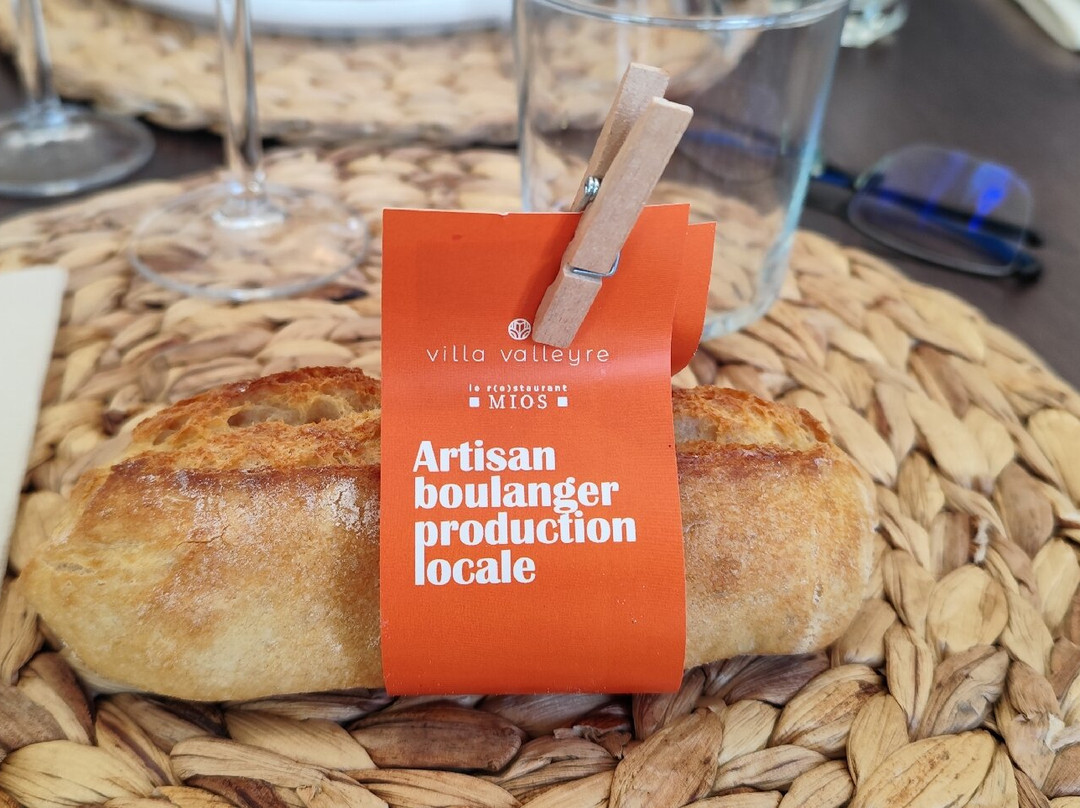 villa valleyre
le r(e)staurant
MIOS
Artisan
boulanger
production
locale